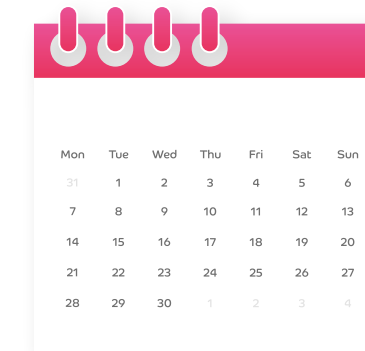 Mon Tue Wed Thu Fri Sat Sun
31 1 2 3 4 5 6
7 8 9 10 11 12 13
14 15 16 17 18 19 20
21 22 23 24 25 26 27
28 29 30 1 2 3 4